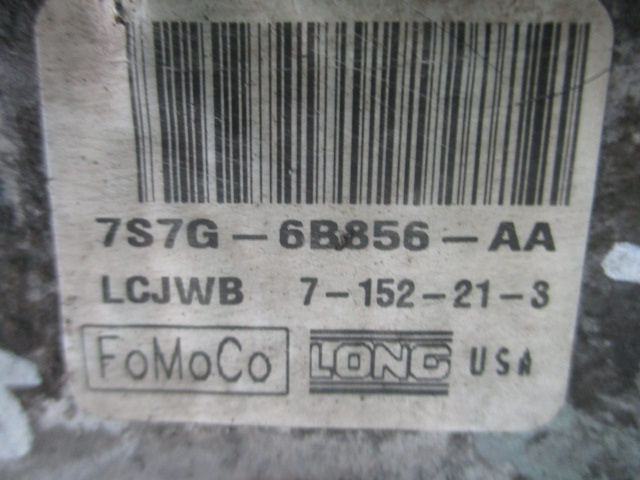 7S7G-6B856-AA
LCJWB 7-152-21-3
FoMoCo LONG USA